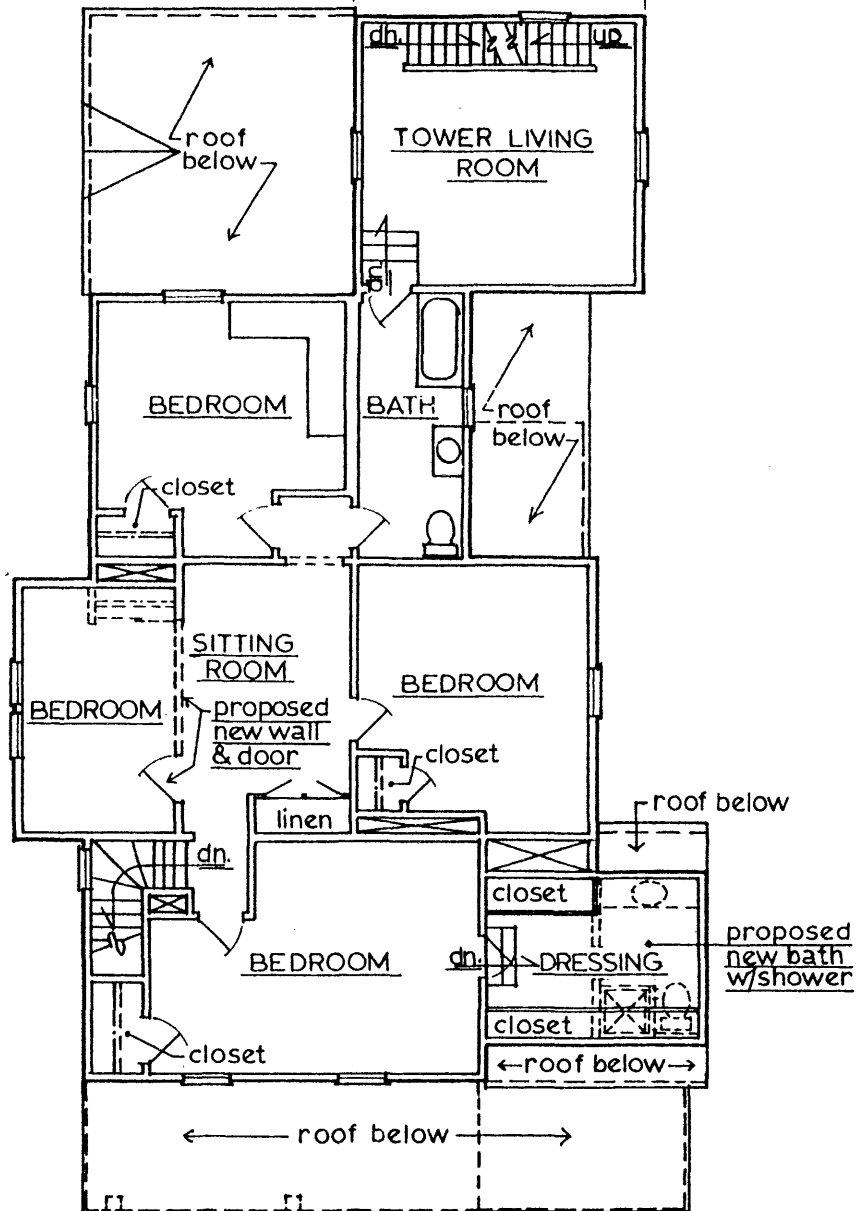 dn.
up
roof
below
TOWER LIVING
ROOM
dn.
BEDROOM
BATH
roof
below
closet
SITTING
ROOM
BEDROOM
BEDROOM
proposed
new wall
& door
closet
linen
roof below
dn.
closet
BEDROOM
dn.
DRESSING
proposed
new bath
w/shower
closet
closet
roof below
roof below